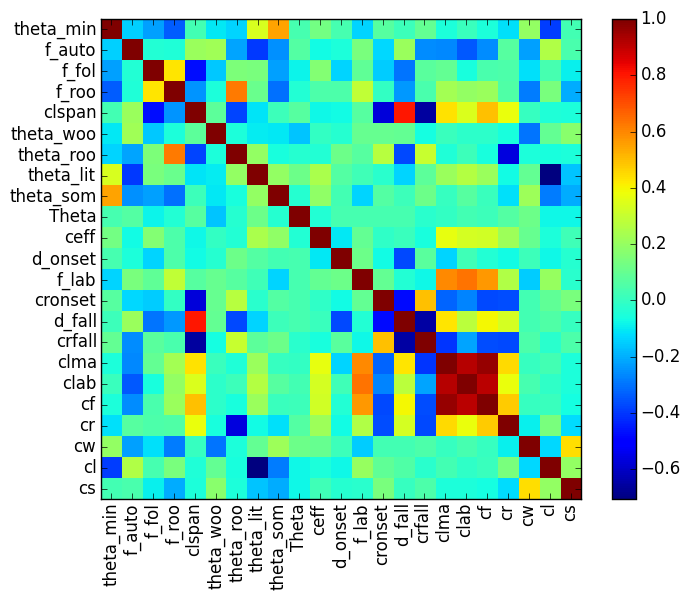 theta_min
f_auto
f_fol
f_roo
clspan
theta_woo
theta_roo
theta_lit
theta_som
Theta
ceff
d_onset
f_lab
cronset
d_fall
crfall
clma
clab
cf
cr
cw
cl
cs
theta_min
f_auto
f_fol
f_roo
clspan
theta_woo
theta_roo
theta_lit
theta_som
Theta
ceff
d_onset
f_lab
cronset
d_fall
crfall
clma
clab
cf
cr
cw
cl
cs
1.0
0.8
0.6
0.4
0.2
0.0
−0.2
−0.4
−0.6